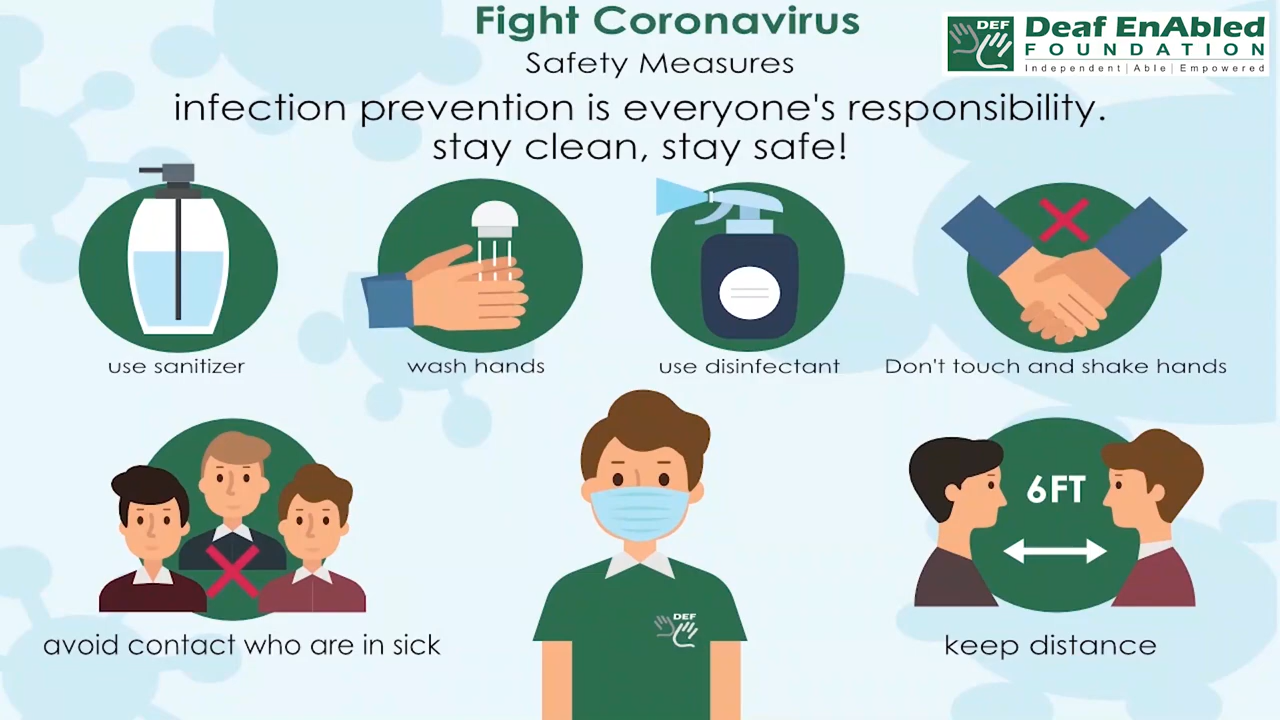 Fight Coronavirus
Safety Measures
DEF
Deaf EnAbled
FOUNDATION
Independent | Able | Empowered
infection prevention is everyone's responsibility.
stay clean, stay safe!
use sanitizer
wash hands
use disinfectant
Don't touch and shake hands
6FT
DEF
avoid contact who are in sick
keep distance